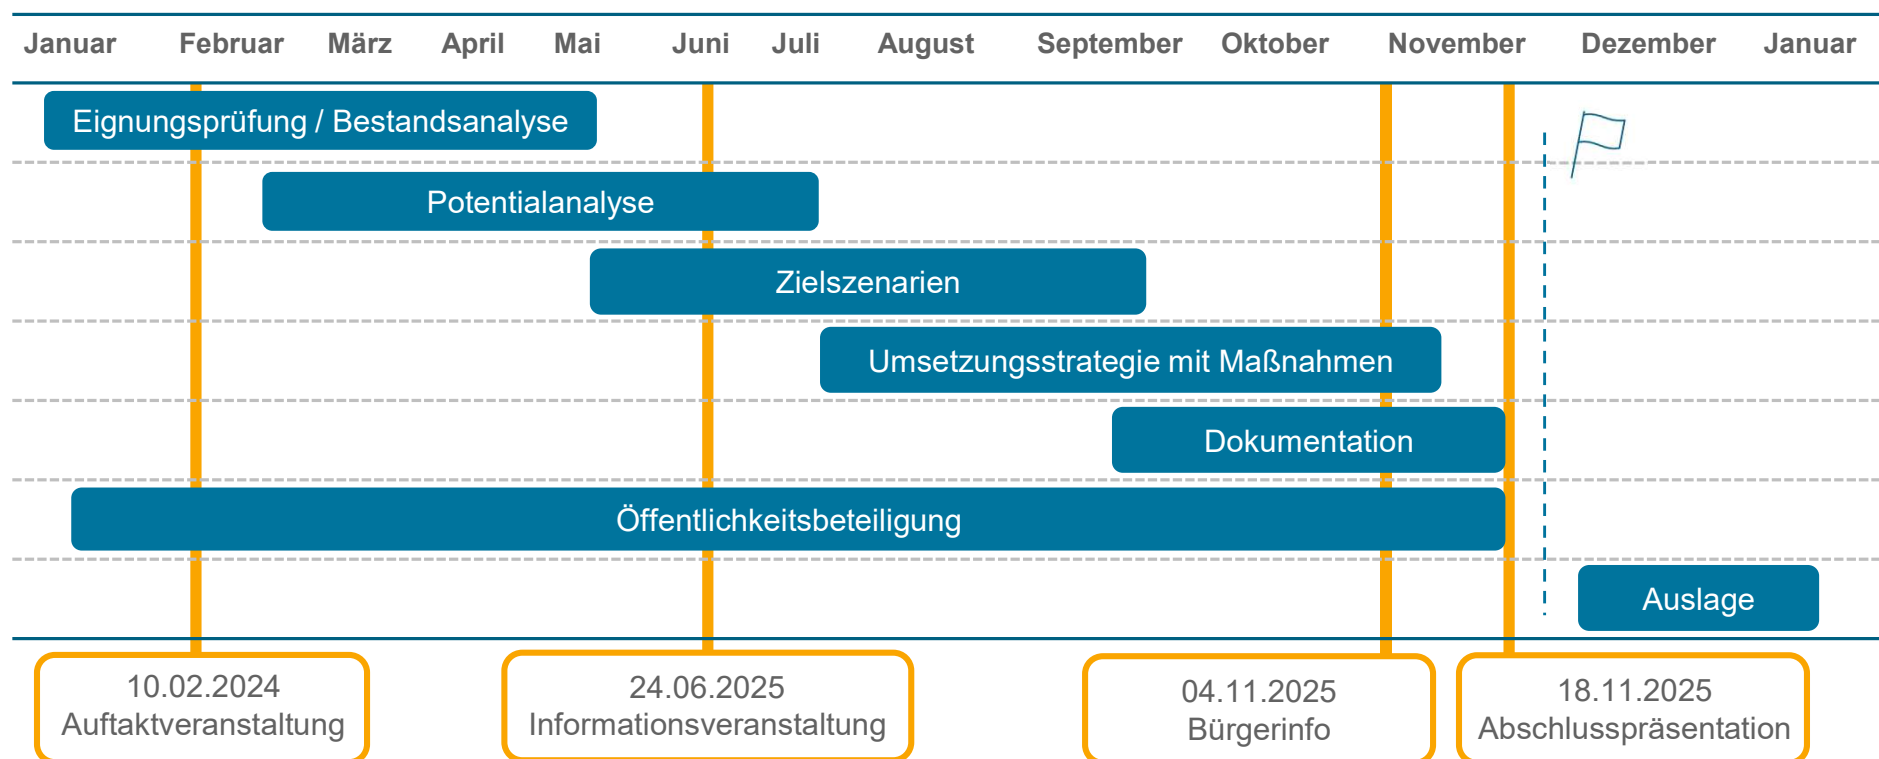 Januar Februar März April Mai Juni Juli August September Oktober November Dezember Januar
Eignungsprüfung / Bestandsanalyse
Potentialanalyse
Zielszenarien
Umsetzungsstrategie mit Maßnahmen
Dokumentation
Öffentlichkeitsbeteiligung
Auslage
10.02.2024
Auftaktveranstaltung
24.06.2025
Informationsveranstaltung
04.11.2025
Bürgerinfo
18.11.2025
Abschlusspräsentation